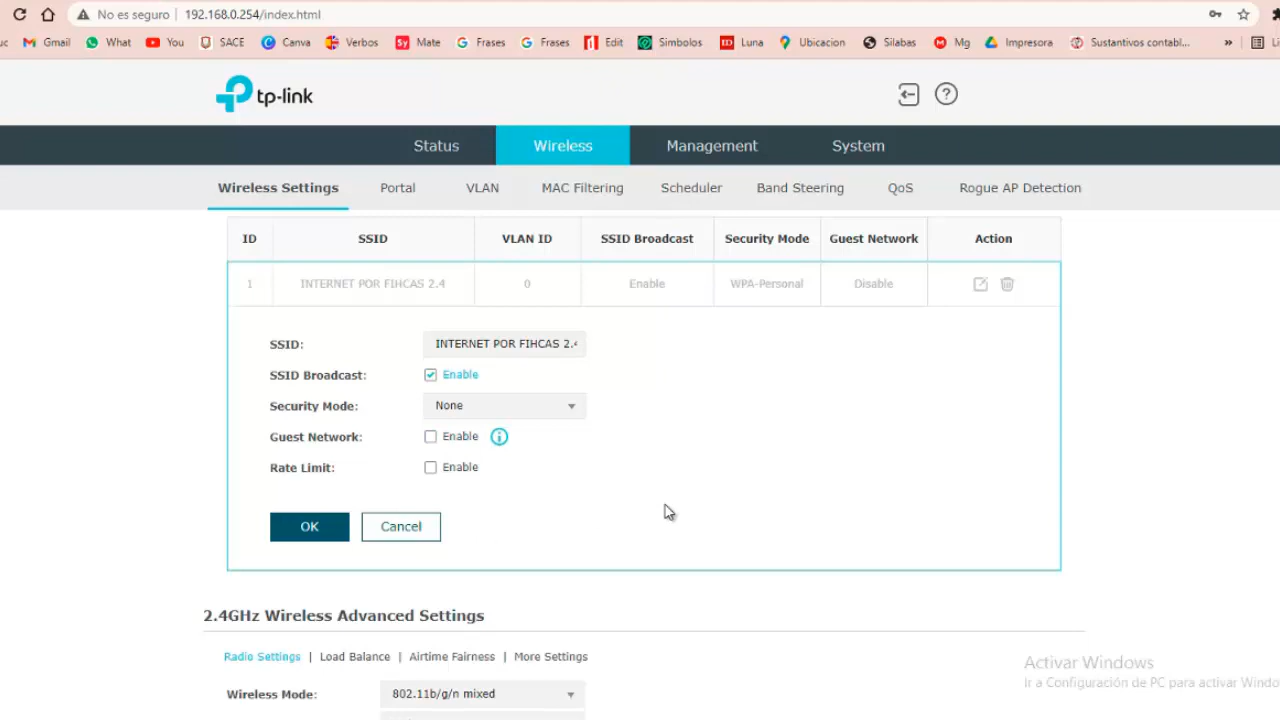 No es seguro 192.168.0.254/index.html
uc Gmail What You SACE Canva Verbos Mate Frases Frases Edit Simbolos Luna Ubicacion Silabas Mg Impresora Sustantivos contabl... » Li
tp-link
Status Wireless Management System
Wireless Settings Portal VLAN MAC Filtering Scheduler Band Steering QoS Rogue AP Detection
ID SSID VLAN ID SSID Broadcast Security Mode Guest Network Action
1 INTERNET POR FIHCAS 2.4 0 Enable WPA-Personal Disable
SSID: INTERNET POR FIHCAS 2.4
SSID Broadcast: Enable
Security Mode: None
Guest Network: Enable
Rate Limit: Enable
OK Cancel
2.4GHz Wireless Advanced Settings
Radio Settings | Load Balance | Airtime Fairness | More Settings
Activar Windows
Ir a Configuración de PC para activar Windo
Wireless Mode: 802.11b/g/n mixed